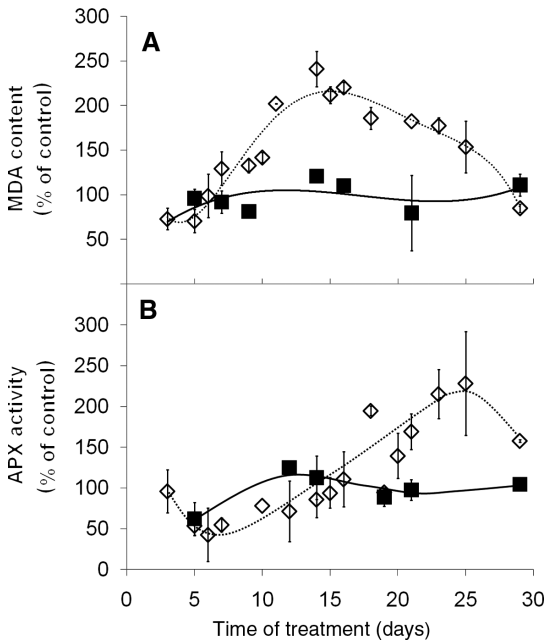 A
MDA content
(% of control)
300
250
200
150
100
50
B
APX activity
(% of control)
300
250
200
150
100
50
0
0 5 10 15 20 25 30
Time of treatment (days)